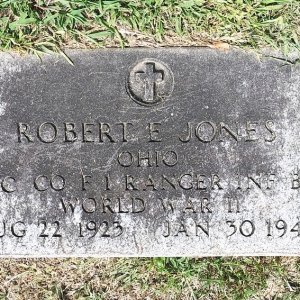 ROBERT E JONES
OHIO
C CO F 1 RANGER INF B
WORLD WAR II
UG 22 1923 JAN 30 194